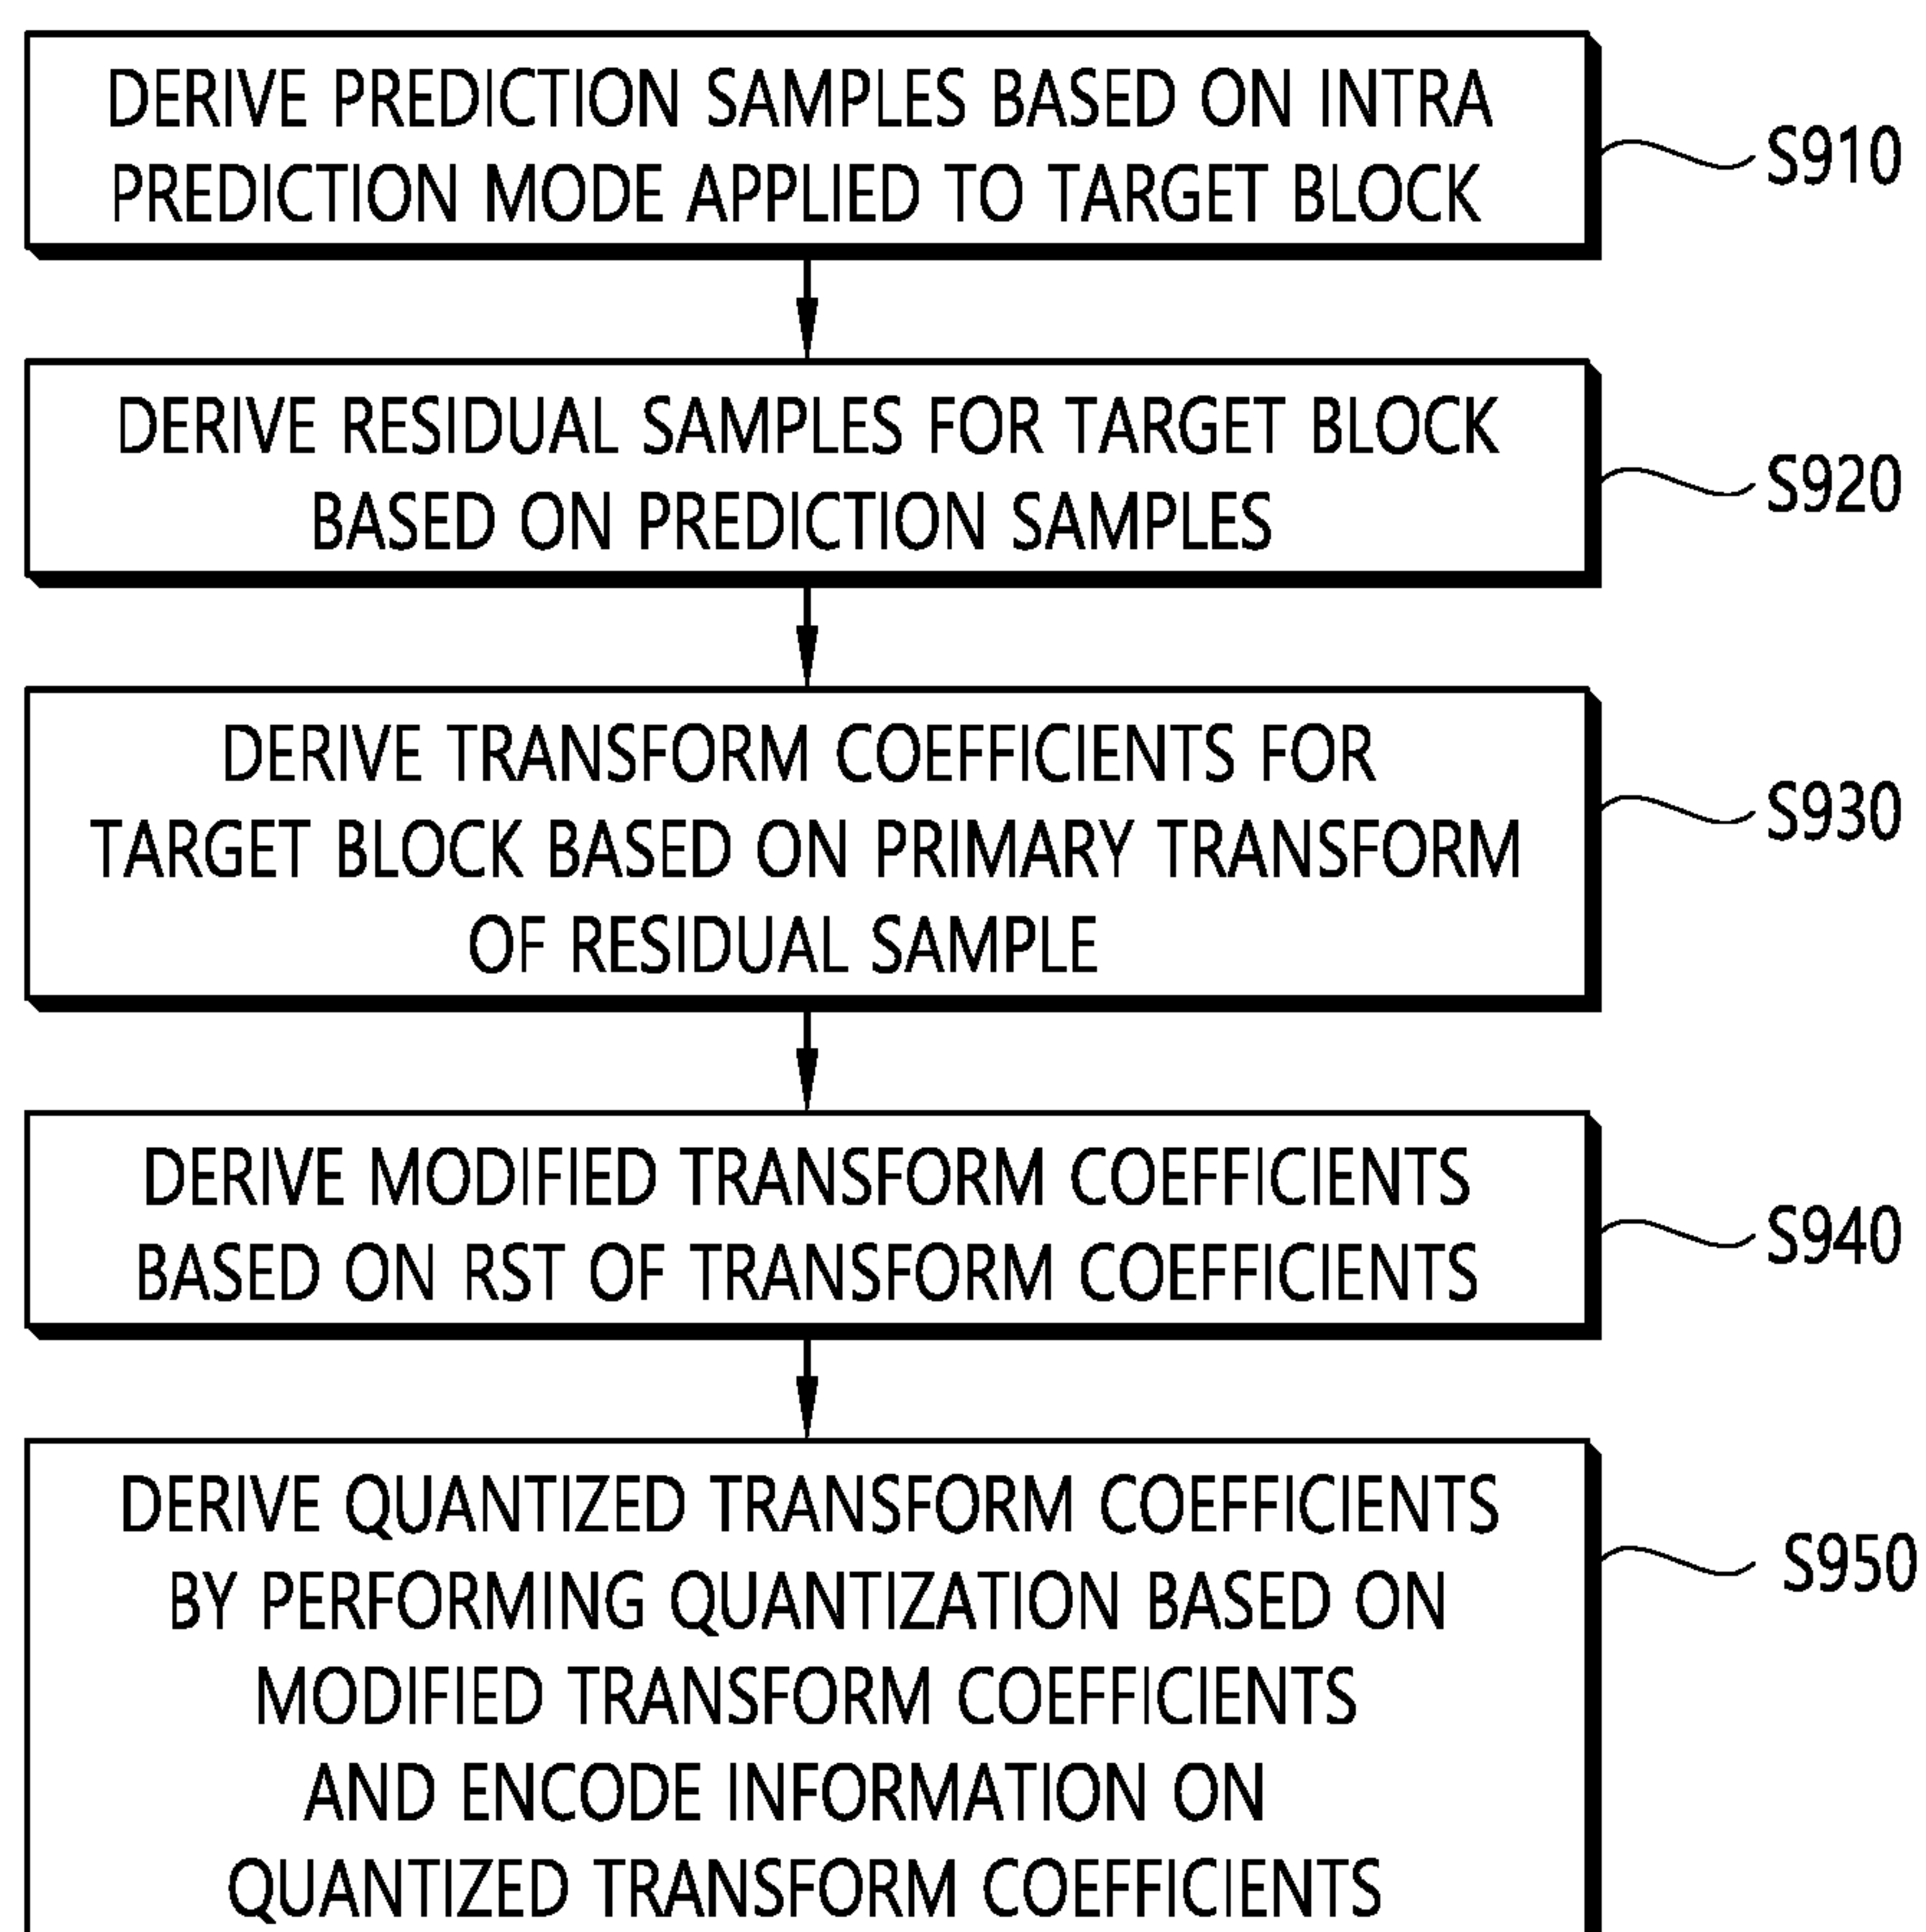 DERIVE PREDICTION SAMPLES BASED ON INTRA
PREDICTION MODE APPLIED TO TARGET BLOCK
S910
DERIVE RESIDUAL SAMPLES FOR TARGET BLOCK
BASED ON PREDICTION SAMPLES
S920
DERIVE TRANSFORM COEFFICIENTS FOR
TARGET BLOCK BASED ON PRIMARY TRANSFORM
OF RESIDUAL SAMPLE
S930
DERIVE MODIFIED TRANSFORM COEFFICIENTS
BASED ON RST OF TRANSFORM COEFFICIENTS
S940
DERIVE QUANTIZED TRANSFORM COEFFICIENTS
BY PERFORMING QUANTIZATION BASED ON
MODIFIED TRANSFORM COEFFICIENTS
AND ENCODE INFORMATION ON
QUANTIZED TRANSFORM COEFFICIENTS
S950